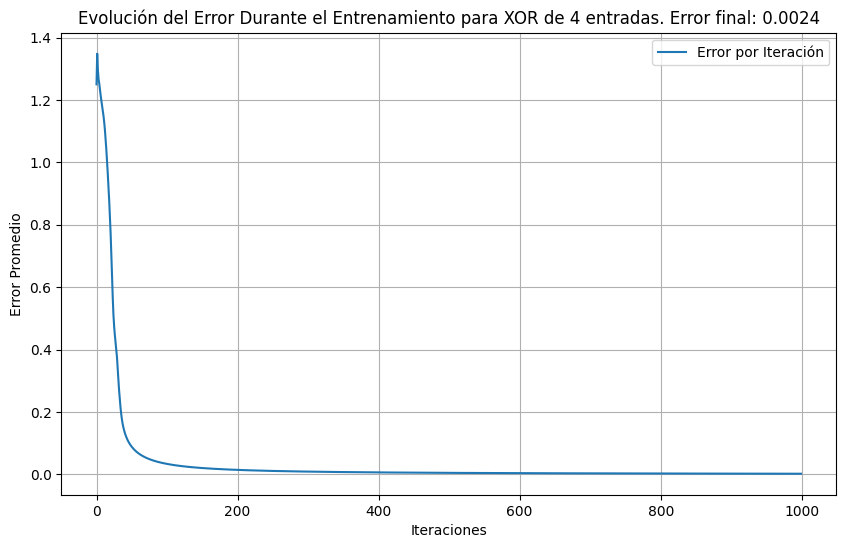 Evolución del Error Durante el Entrenamiento para XOR de 4 entradas. Error final: 0.0024
Error por Iteración
1.4
1.2
1.0
0.8
0.6
0.4
0.2
0.0
Error Promedio
0 200 400 600 800 1000
Iteraciones